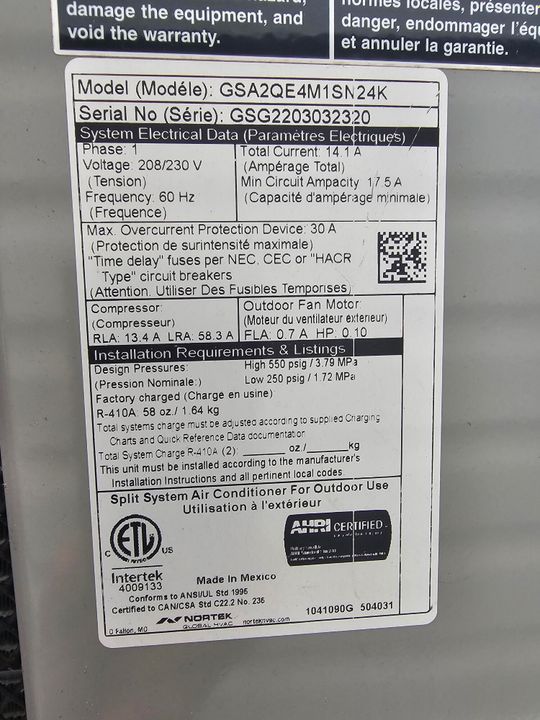 damage the equipment, and
void the warranty.
normes locales, présenter
danger, endommager l'équ
et annuler la garantie.
Model (Modéle): GSA2QE4M1SN24K
Serial No (Série): GSG2203032320
System Electrical Data (Paramètres Electriques)
Phase: 1
Voltage: 208/230 V
(Tension)
Frequency: 60 Hz
(Frequence)
Total Current: 14.1 A
(Ampérage Total)
Min Circuit Ampacity 17.5 A
(Capacité d'ampérage minimale)
Max. Overcurrent Protection Device: 30 A
(Protection de surintensité maximale)
"Time delay" fuses per NEC, CEC or "HACR
Type" circuit breakers
(Attention. Utiliser Des Fusibles Temporises)
Compressor:
(Compresseur)
RLA: 13.4 A LRA: 58.3 A
Outdoor Fan Motor:
(Moteur du ventilateur exterieur)
FLA: 0.7 A HP: 0.10
Installation Requirements & Listings
Design Pressures: High 550 psig / 3.79 MPa
(Pression Nominale:) Low 250 psig / 1.72 MPa
Factory charged (Charge en usine)
R-410A 58 oz./ 1.64 kg
Total systems charge must be adjusted according to supplied Charging
Charts and Quick Reference Data documentation
Total System Charge R-410A (2): ______ oz./______kg
This unit must be installed according to the manufacturer's
Installation Instructions and all pertinent local codes.
Split System Air Conditioner For Outdoor Use
Utilisation à l'extérieur
C ETL US
Intertek
4009133
AHRI CERTIFIED
Made In Mexico
Conforms to ANSI/UL Std 1995
Certified to CAN/CSA Std C22.2 No. 236
1041090G 504031
O Fallon, MO
NORTEK
GLOBAL HVAC
nortekhvac.com